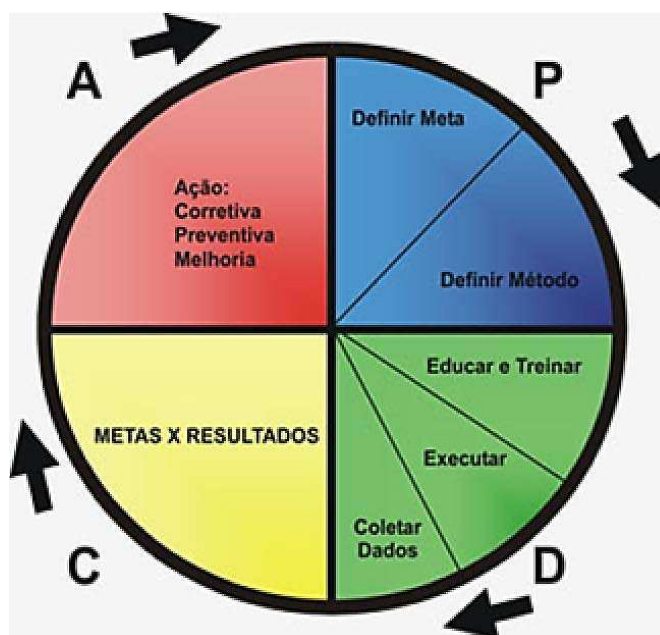 A
P
Definir Meta
Ação:
Corretiva
Preventiva
Melhoria
Definir Método
Educar e Treinar
METAS X RESULTADOS
Executar
Coletar
Dados
C
D